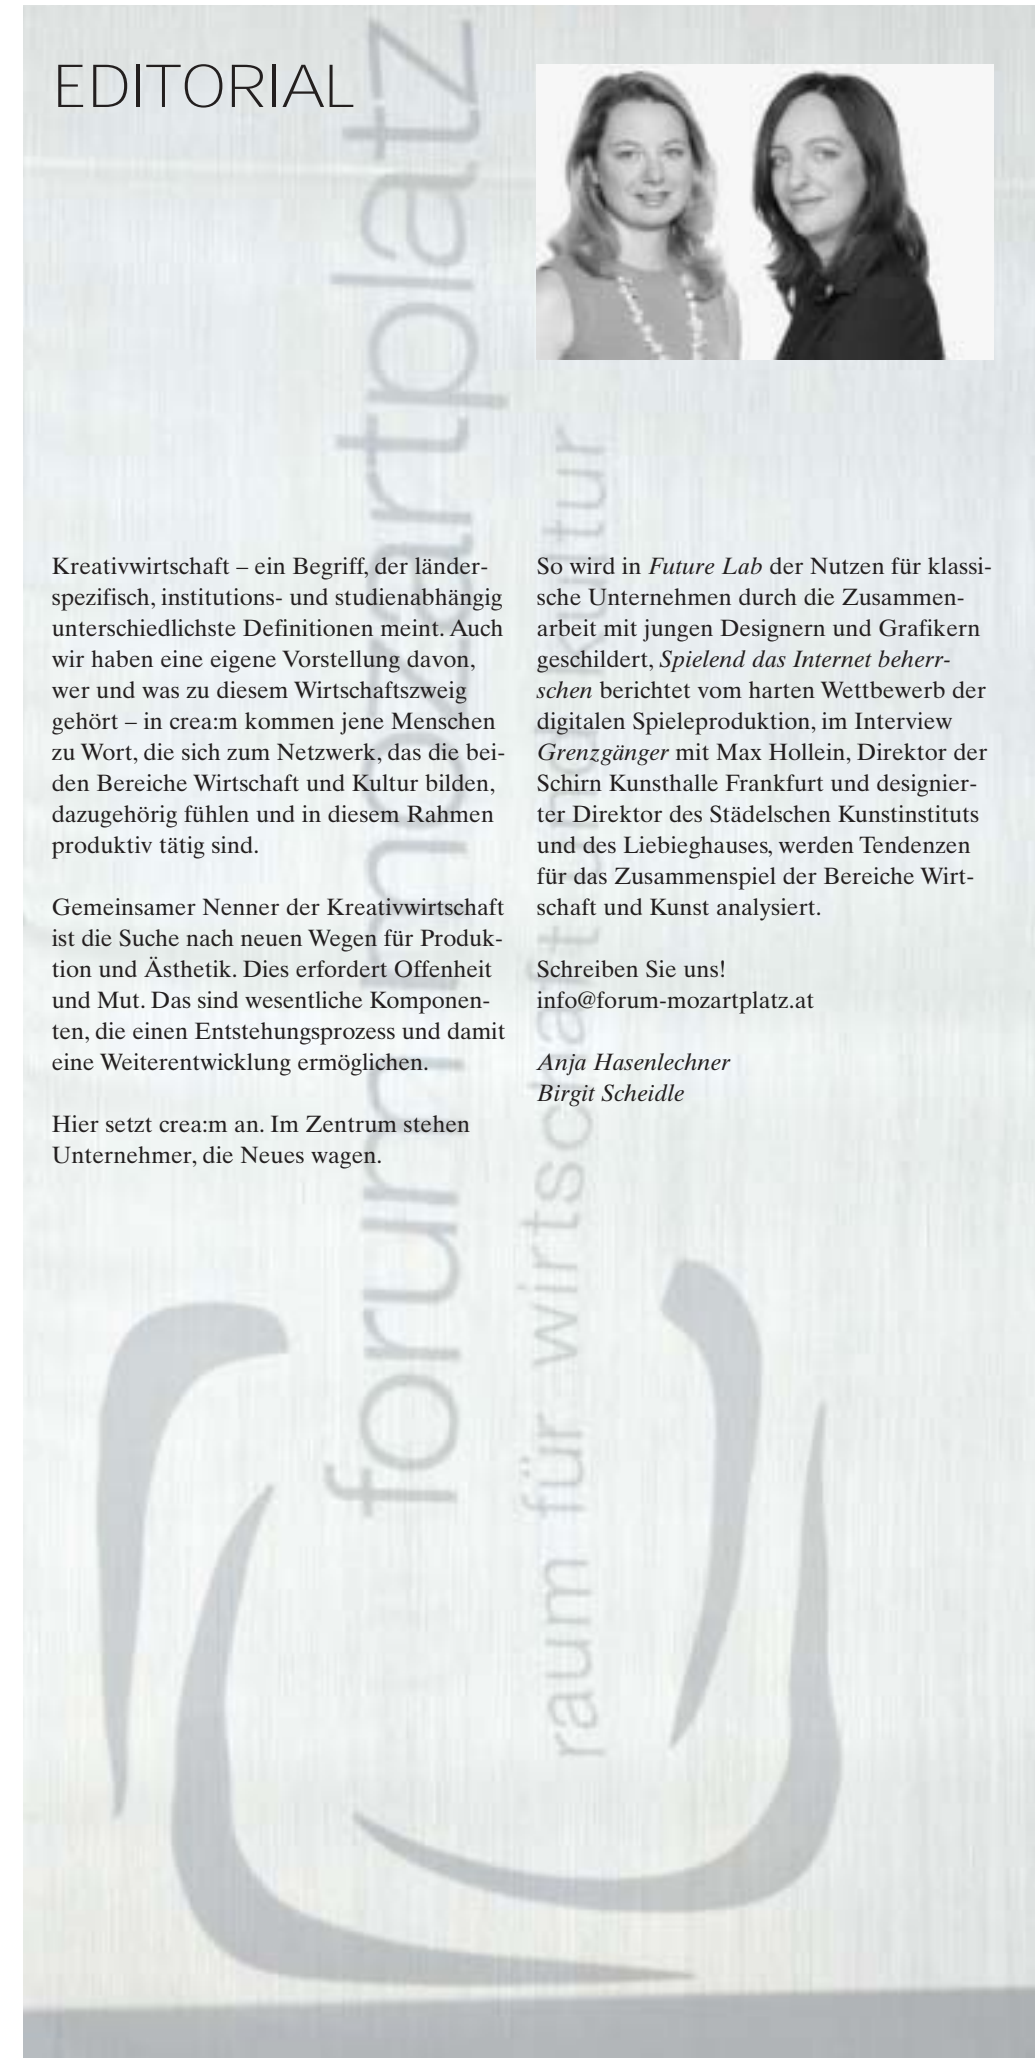 EDITORIAL
Kreativwirtschaft – ein Begriff, der länder-
spezifisch, institutions- und studienabhängig
unterschiedlichste Definitionen meint. Auch
wir haben eine eigene Vorstellung davon,
wer und was zu diesem Wirtschaftszweig
gehört – in crea:m kommen jene Menschen
zu Wort, die sich zum Netzwerk, das die bei-
den Bereiche Wirtschaft und Kultur bilden,
dazugehörig fühlen und in diesem Rahmen
produktiv tätig sind.
Gemeinsamer Nenner der Kreativwirtschaft
ist die Suche nach neuen Wegen für Produk-
tion und Ästhetik. Dies erfordert Offenheit
und Mut. Das sind wesentliche Komponen-
ten, die einen Entstehungsprozess und damit
eine Weiterentwicklung ermöglichen.
Hier setzt crea:m an. Im Zentrum stehen
Unternehmer, die Neues wagen.
So wird in Future Lab der Nutzen für klassi-
sche Unternehmen durch die Zusammen-
arbeit mit jungen Designern und Grafikern
geschildert, Spielend das Internet beherr-
schen berichtet vom harten Wettbewerb der
digitalen Spieleproduktion, im Interview
Grenzgänger mit Max Hollein, Direktor der
Schirn Kunsthalle Frankfurt und designier-
ter Direktor des Städelschen Kunstinstituts
und des Liebieghauses, werden Tendenzen
für das Zusammenspiel der Bereiche Wirt-
schaft und Kunst analysiert.
Schreiben Sie uns!
info@forum-mozartplatz.at
Anja Hasenlechner
Birgit Scheidle
forum mozartplatz
raum für wirtschaft und kultur